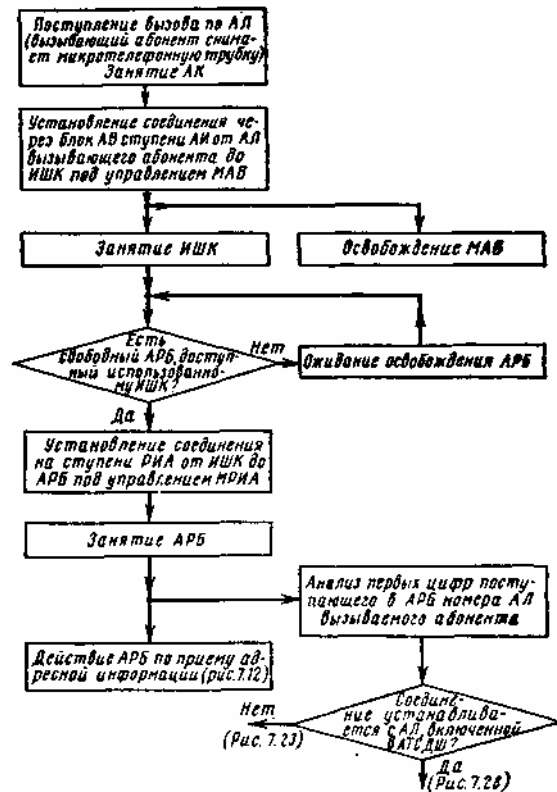 Поступление вызова по АЛ
(вызывающий абонент снима-
ет микротелефонную трубку)
Занятие АК
Установление соединения че-
рез блок АВ ступени АИ от АЛ
вызывающего абонента до
ИШК под управлением МАВ
Занятие ИШК
Освобождение МАВ
Есть
свободный АРБ, доступ-
ный использованно-
му ИШК?
Нет
Ожидание освобождения АРБ
Да
Установление соединения
на ступени РИА от ИШК до
АРБ под управлением МРИА
Занятие АРБ
Анализ первых цифр посту-
пающего в АРБ номера АЛ
вызываемого абонента
Действие АРБ по приему ад-
ресной информации (рис. 7.12)
Соедине-
ние устанавлива-
ется с АЛ, включенной
в АТСДШ?
Нет
(Рис. 7.23)
Да
(Рис. 7.28)